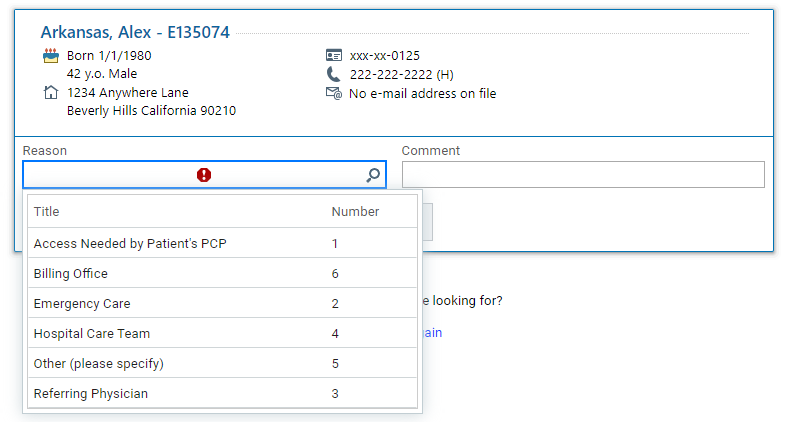 Arkansas, Alex - E135074
Born 1/1/1980
42 y.o. Male
1234 Anywhere Lane
Beverly Hills California 90210
xxx-xx-0125
222-222-2222 (H)
No e-mail address on file
Reason
Comment
Title Number
Access Needed by Patient's PCP 1
Billing Office 6
Emergency Care 2
Hospital Care Team 4
Other (please specify) 5
Referring Physician 3
looking for?